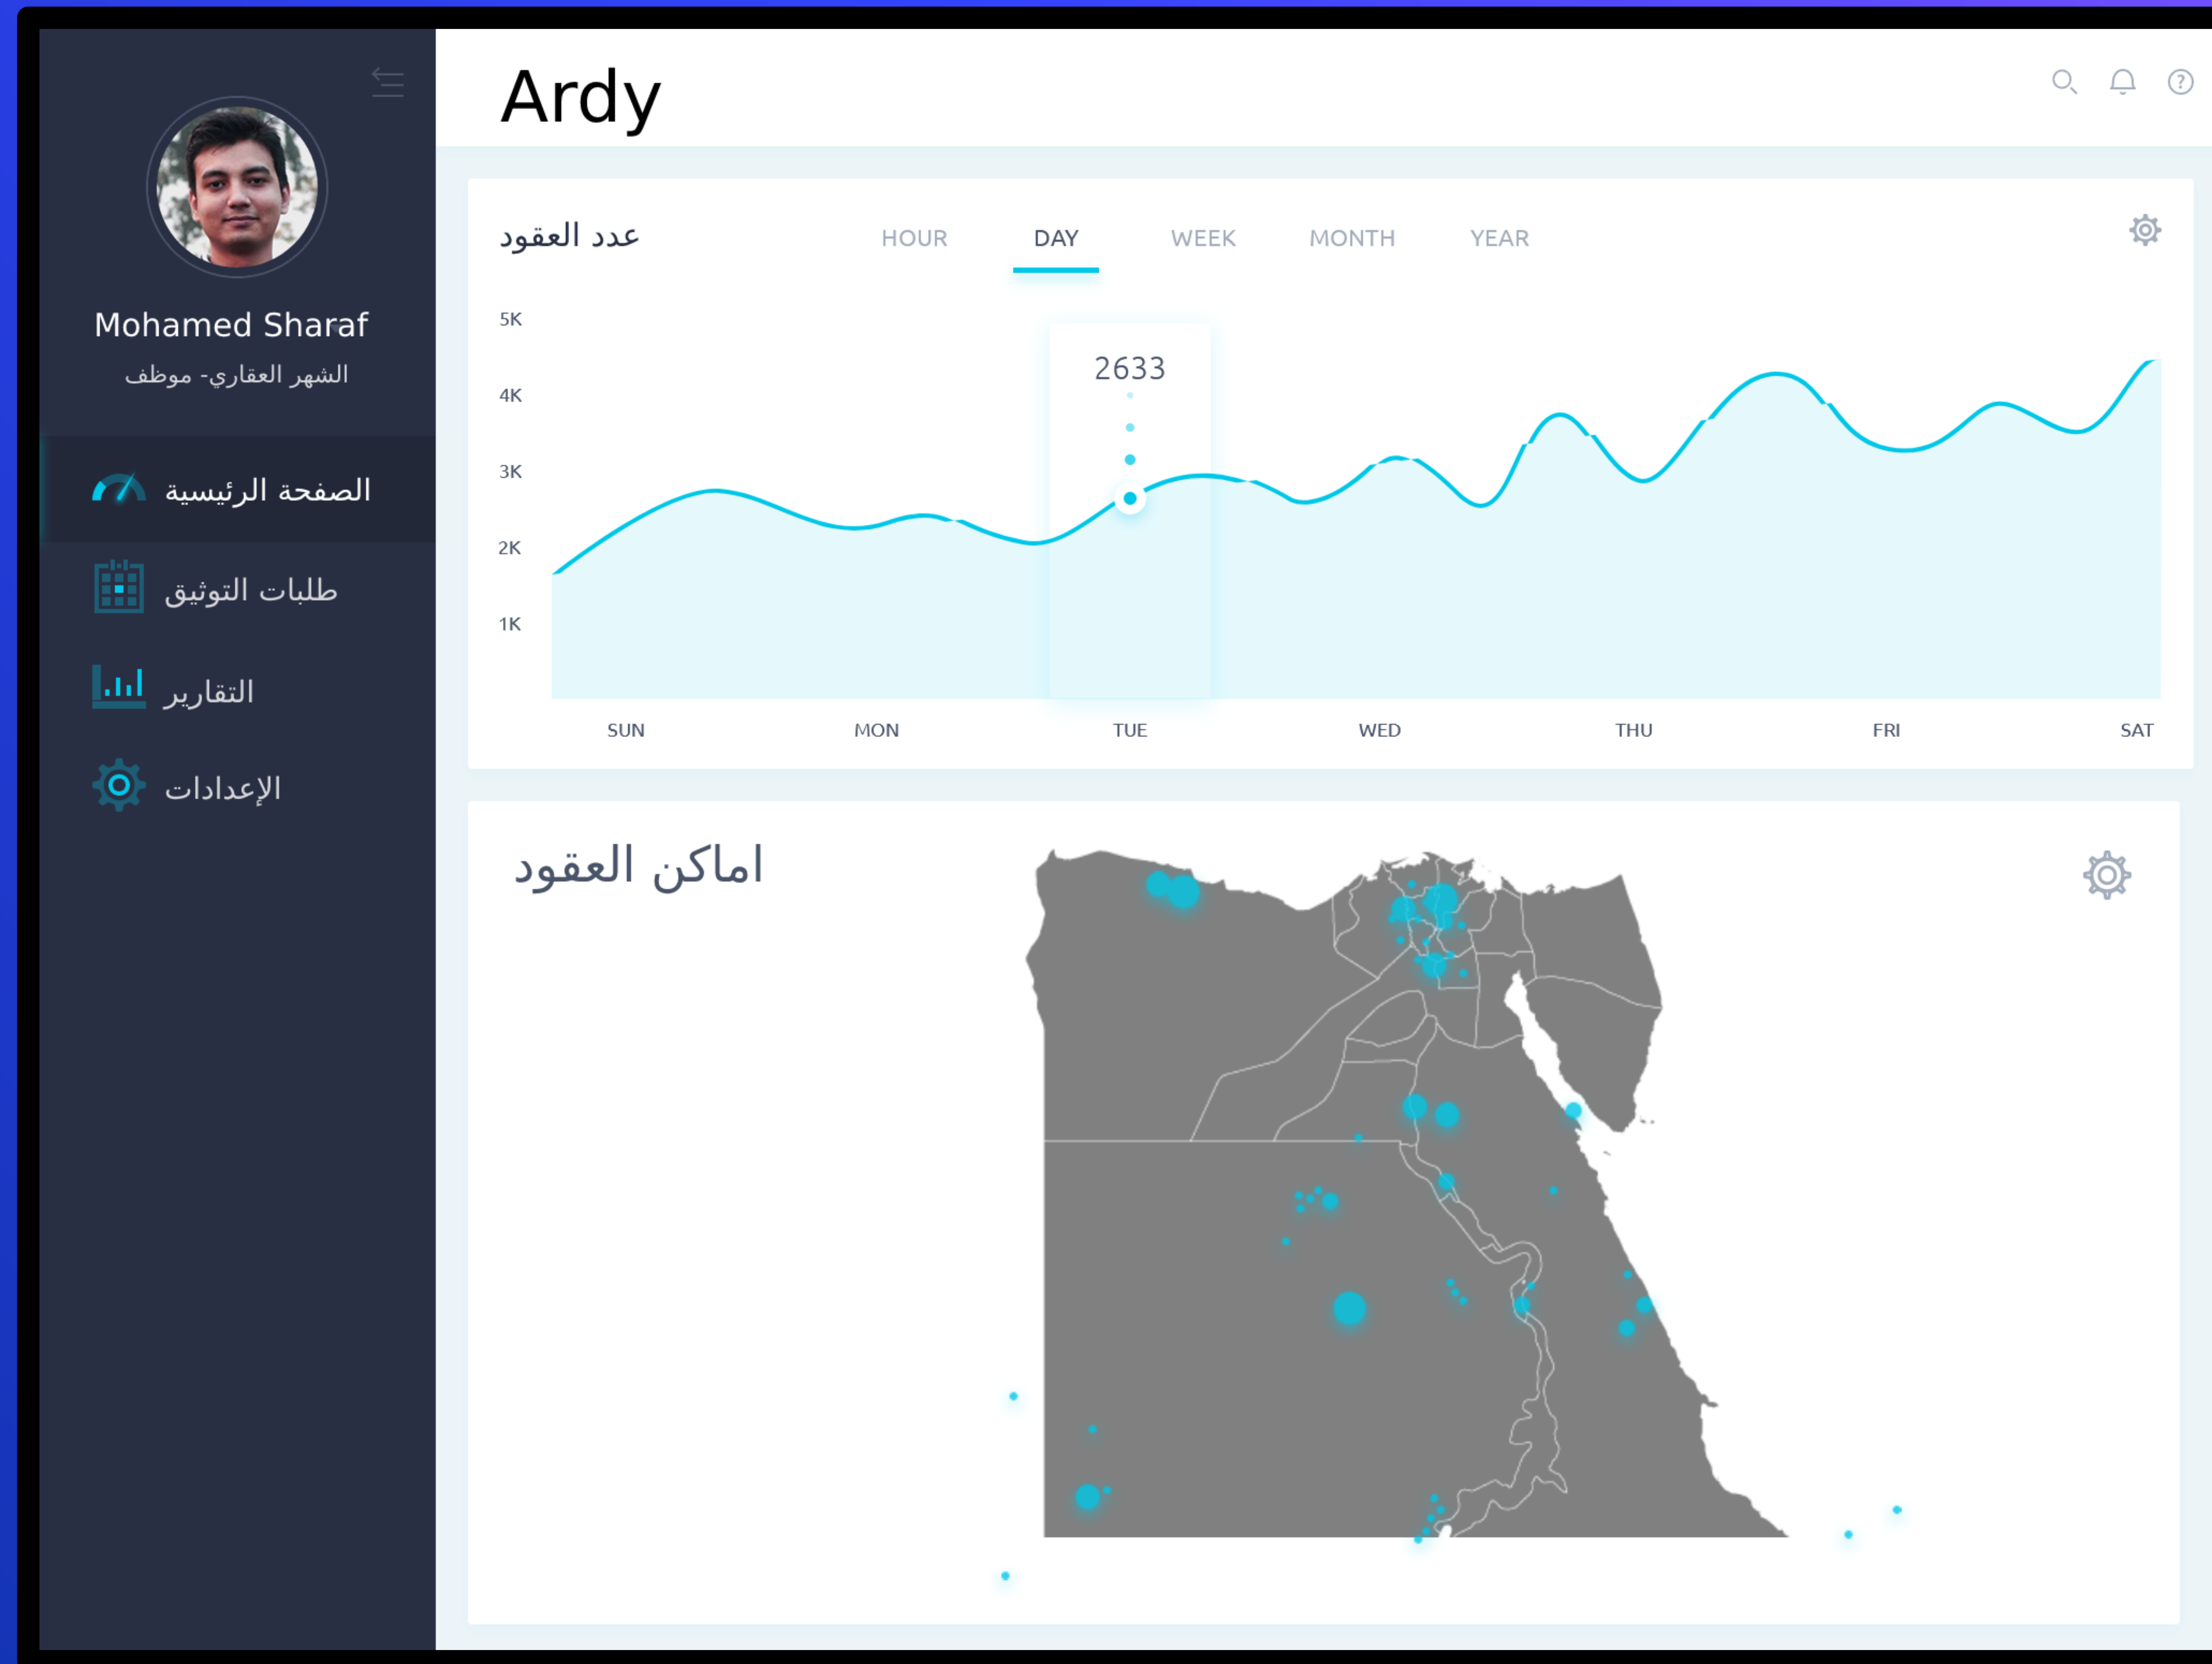 Ardy
Mohamed Sharaf
الشهر العقاري- موظف
الصفحة الرئيسية
طلبات التوثيق
التقارير
الإعدادات
عدد العقود
HOUR DAY WEEK MONTH YEAR
5K
4K
3K
2K
1K
2633
SUN MON TUE WED THU FRI SAT
اماكن العقود